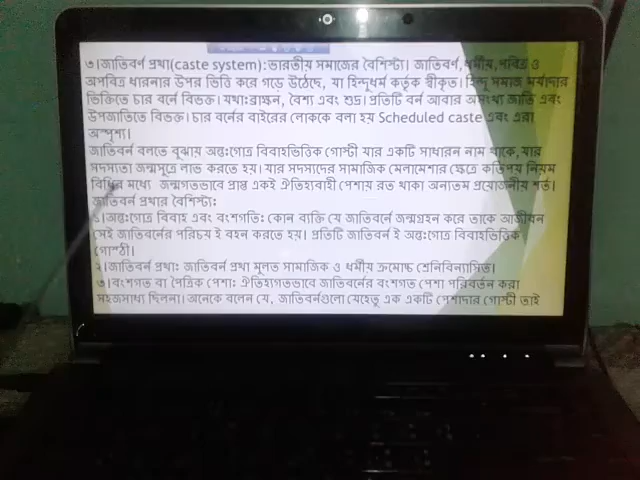 ৩।জাতিবর্ণ প্রথা(caste system):ভারতীয় সমাজের বৈশিস্টা। জাতিবর্ণ,ধর্মীয়,পবিত্র ও
অপবিত্র ধারনার উপর ভিত্তি করে গড়ে উঠেছে, যা হিন্দুধর্ম কর্তৃক স্বীকৃত। হিন্দু সমাজ মর্যাদার
ভিত্তিতে চার বর্নে বিভক্ত। যথা:ব্রাহ্মন, বৈশ্য এবং শুদ্র। প্রতিটি বর্ন আবার অসংখ্য জাতি এবং
উপজাতিতে বিভক্ত। চার বর্নের বাইরের লোককে বলা হয় Scheduled caste এবং এরা
অস্পৃশ্য।
জাতিবর্ন বলতে বুঝায় অন্ত:গোত্র বিবাহভিত্তিক গোস্টী যার একটি সাধারন নাম থাকে, যার
সদস্যতা জন্মসূত্রে লাভ করতে হয়। যার সদস্যদের সামাজিক মেলামেশার ক্ষেত্রে কতিপয় নিয়ম
বিধির মধ্যে জন্মগতভাবে প্রাপ্ত একই ঐতিহ্যবাহী পেশায় রত থাকা অন্যতম প্রয়োজনীয় শর্ত।
জাতিবর্ন প্রথার বৈশিস্ট্য:
১।অন্ত:গোত্র বিবাহ এবং বংশগতি: কোন ব্যক্তি যে জাতিবর্নে জন্মগ্রহন করে তাকে আজীবন
সেই জাতিবর্নের পরিচয় ই বহন করতে হয়। প্রতিটি জাতিবর্ন ই অন্ত:গোত্র বিবাহভিত্তিক
গোস্ঠী।
২।জাতিবর্ন প্রথা: জাতিবর্ন প্রথা মূলত সামাজিক ও ধর্মীয় ক্রমোচ্চ শ্রেনিবিন্যাসিত।
৩।বংশগত বা পৈত্রিক পেশা: ঐতিহ্যগতভাবে জাতিবর্নের বংশগত পেশা পরিবর্তন করা
সহজসাধ্য ছিলনা। অনেকে বলেন যে, জাতিবর্নগুলো যেহেতু এক একটি পেশাদার গোস্টী তাই